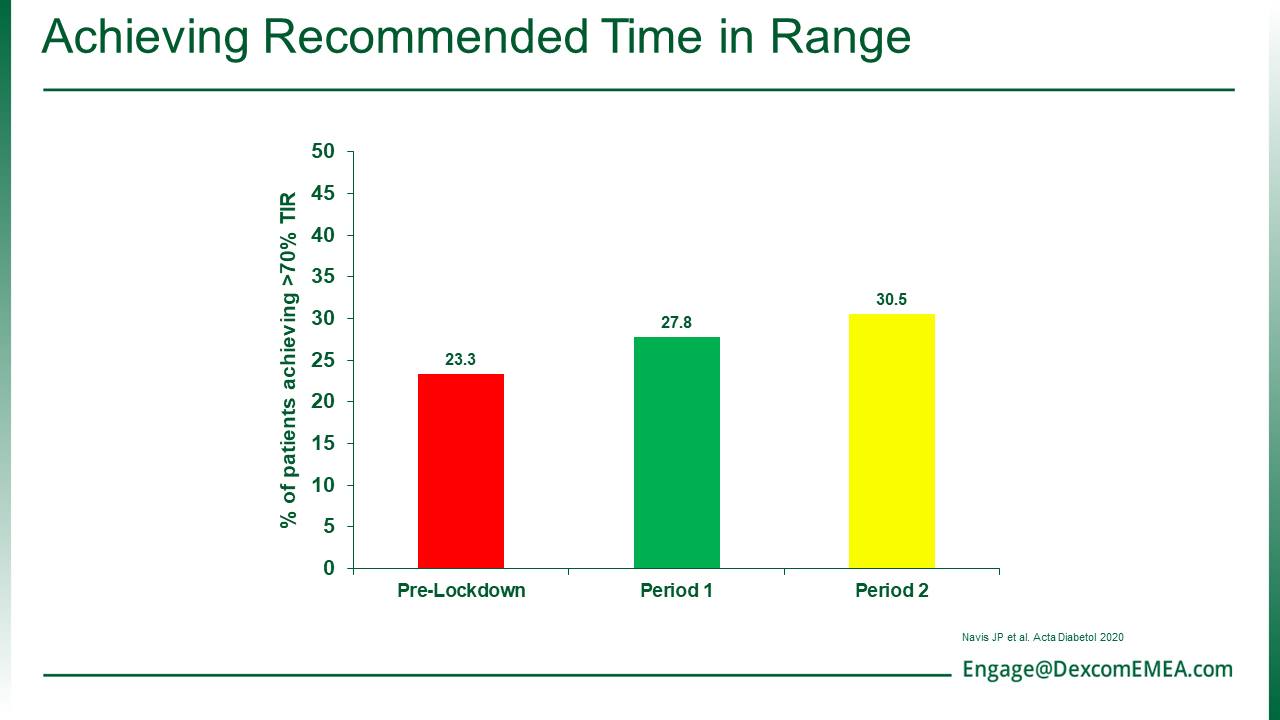 Achieving Recommended Time in Range
% of patients achieving >70% TIR
50
45
40
35
30
25
20
15
10
5
0
23.3
27.8
30.5
Pre-Lockdown
Period 1
Period 2
Navis JP et al. Acta Diabetol 2020
Engage@DexcomEMEA.com